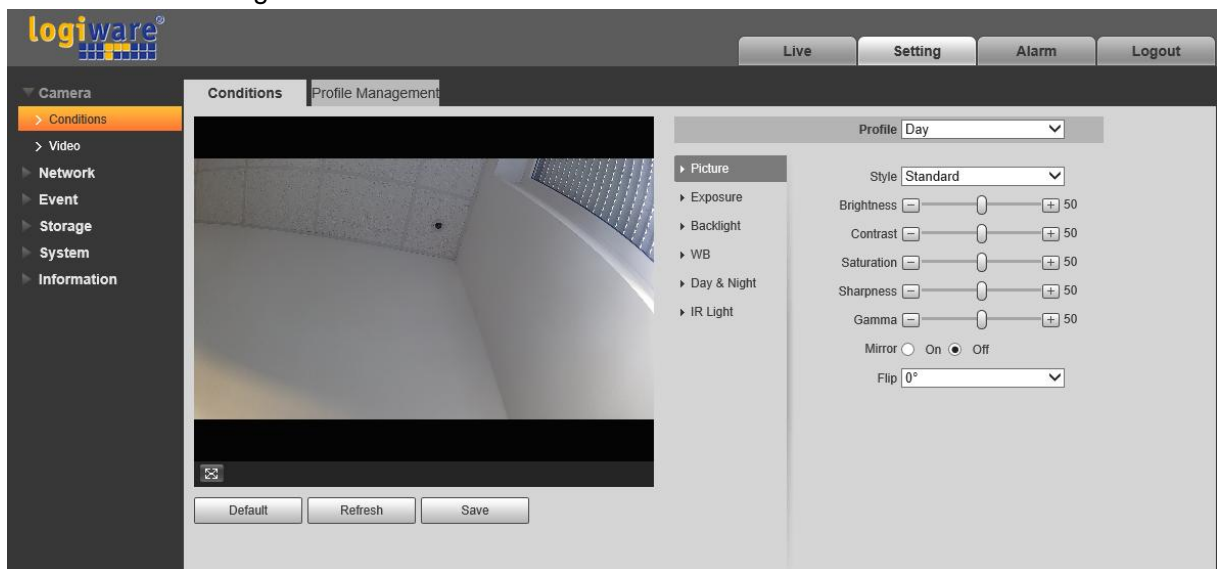 g
logiware®
Live Setting Alarm Logout
Camera
Conditions
Video
Network
Event
Storage
System
Information
Conditions Profile Management
Profile Day
Picture
Exposure
Backlight
WB
Day & Night
IR Light
Style Standard
Brightness - + 50
Contrast - + 50
Saturation - + 50
Sharpness - + 50
Gamma - + 50
Mirror On Off
Flip 0°
Default Refresh Save